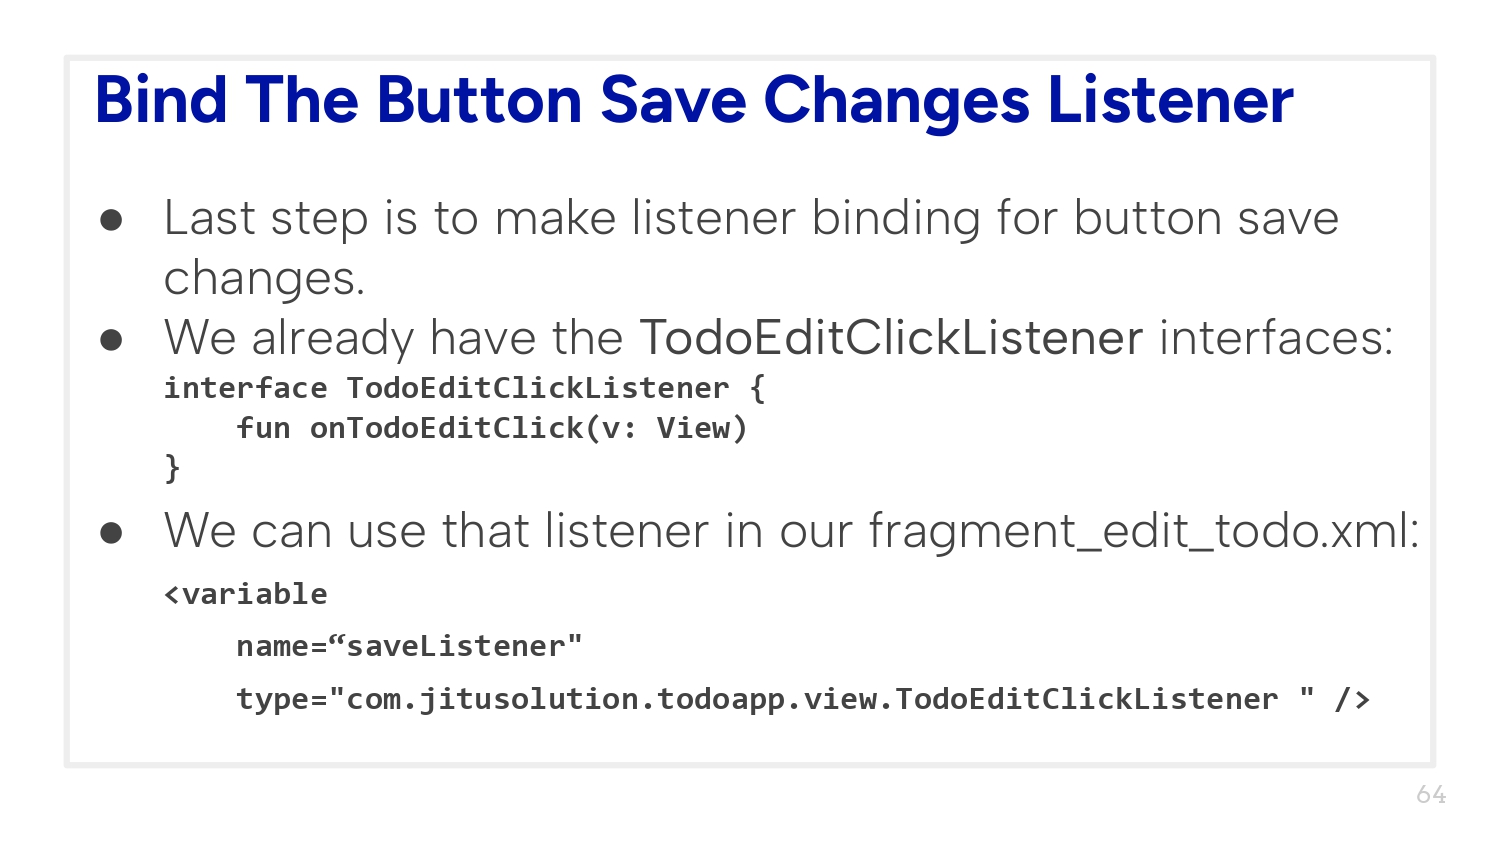 Bind The Button Save Changes Listener
● Last step is to make listener binding for button save
changes.
● We already have the TodoEditClickListener interfaces:
interface TodoEditClickListener {
    fun onTodoEditClick(v: View)
}
● We can use that listener in our fragment_edit_todo.xml:
<variable
    name=“saveListener"
    type="com.jitusolution.todoapp.view.TodoEditClickListener " />
64